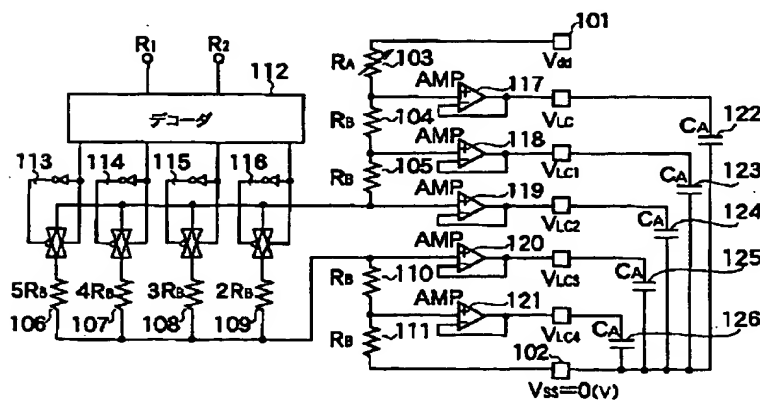 R1
R2
112
デコーダ
113
114
115
116
5RB
106
4RB
107
3RB
108
2RB
109
RA
103
101
Vdd
AMP
117
VLC
RB
104
AMP
118
VLC1
RB
105
AMP
119
VLC2
AMP
120
VLC3
RB
110
AMP
121
VLC4
RB
111
102
VSS=0(V)
CA
122
CA
123
CA
124
CA
125
CA
126